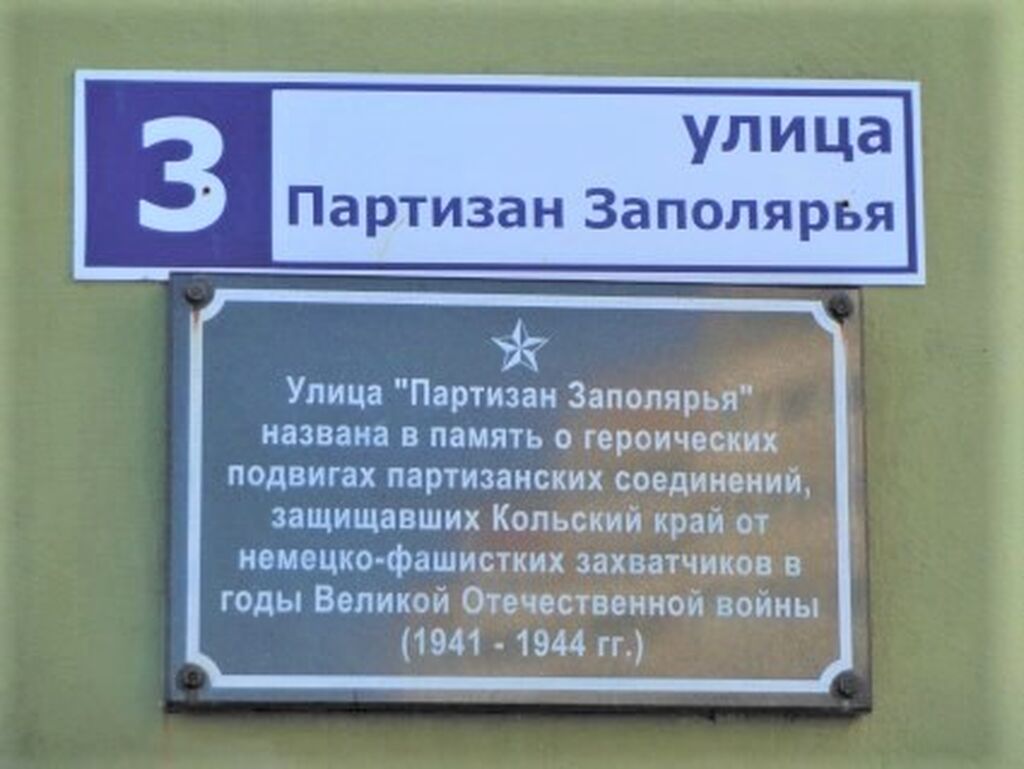 3
улица
Партизан Заполярья
Улица "Партизан Заполярья"
названа в память о героических
подвигах партизанских соединений,
защищавших Кольский край от
немецко-фашистких захватчиков в
годы Великой Отечественной войны
(1941 - 1944 гг.)